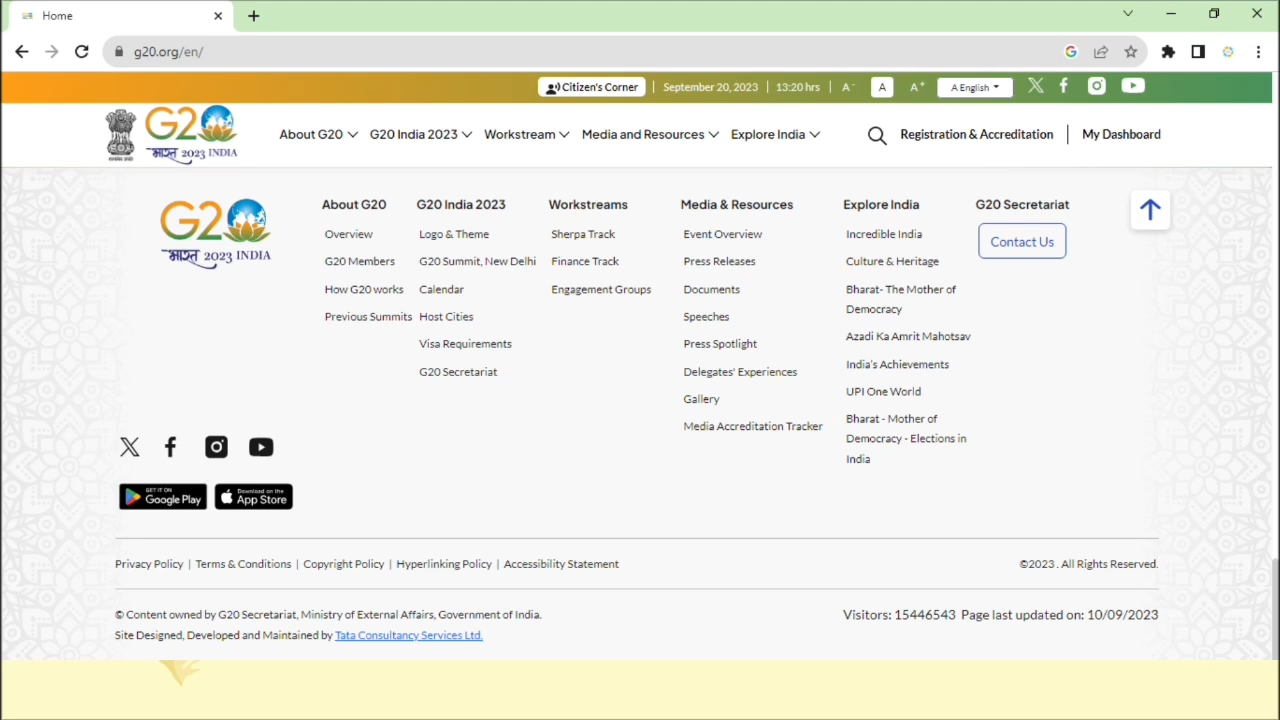 Home
g20.org/en/
Citizen's Corner | September 20, 2023 | 13:20 hrs | A- A A+ A English
G20
भारत 2023 INDIA
About G20 G20 India 2023 Workstream Media and Resources Explore India Registration & Accreditation | My Dashboard
G20
भारत 2023 INDIA
About G20
Overview
G20 Members
How G20 works
Previous Summits
G20 India 2023
Logo & Theme
G20 Summit, New Delhi
Calendar
Host Cities
Visa Requirements
G20 Secretariat
Workstreams
Sherpa Track
Finance Track
Engagement Groups
Media & Resources
Event Overview
Press Releases
Documents
Speeches
Press Spotlight
Delegates' Experiences
Gallery
Media Accreditation Tracker
Explore India
Incredible India
Culture & Heritage
Bharat- The Mother of
Democracy
Azadi Ka Amrit Mahotsav
India's Achievements
UPI One World
Bharat - Mother of
Democracy - Elections in
India
G20 Secretariat
Contact Us
GET IT ON
Google Play
Download on the
App Store
Privacy Policy | Terms & Conditions | Copyright Policy | Hyperlinking Policy | Accessibility Statement
©2023 . All Rights Reserved.
© Content owned by G20 Secretariat, Ministry of External Affairs, Government of India.
Visitors: 15446543 Page last updated on: 10/09/2023
Site Designed, Developed and Maintained by Tata Consultancy Services Ltd.